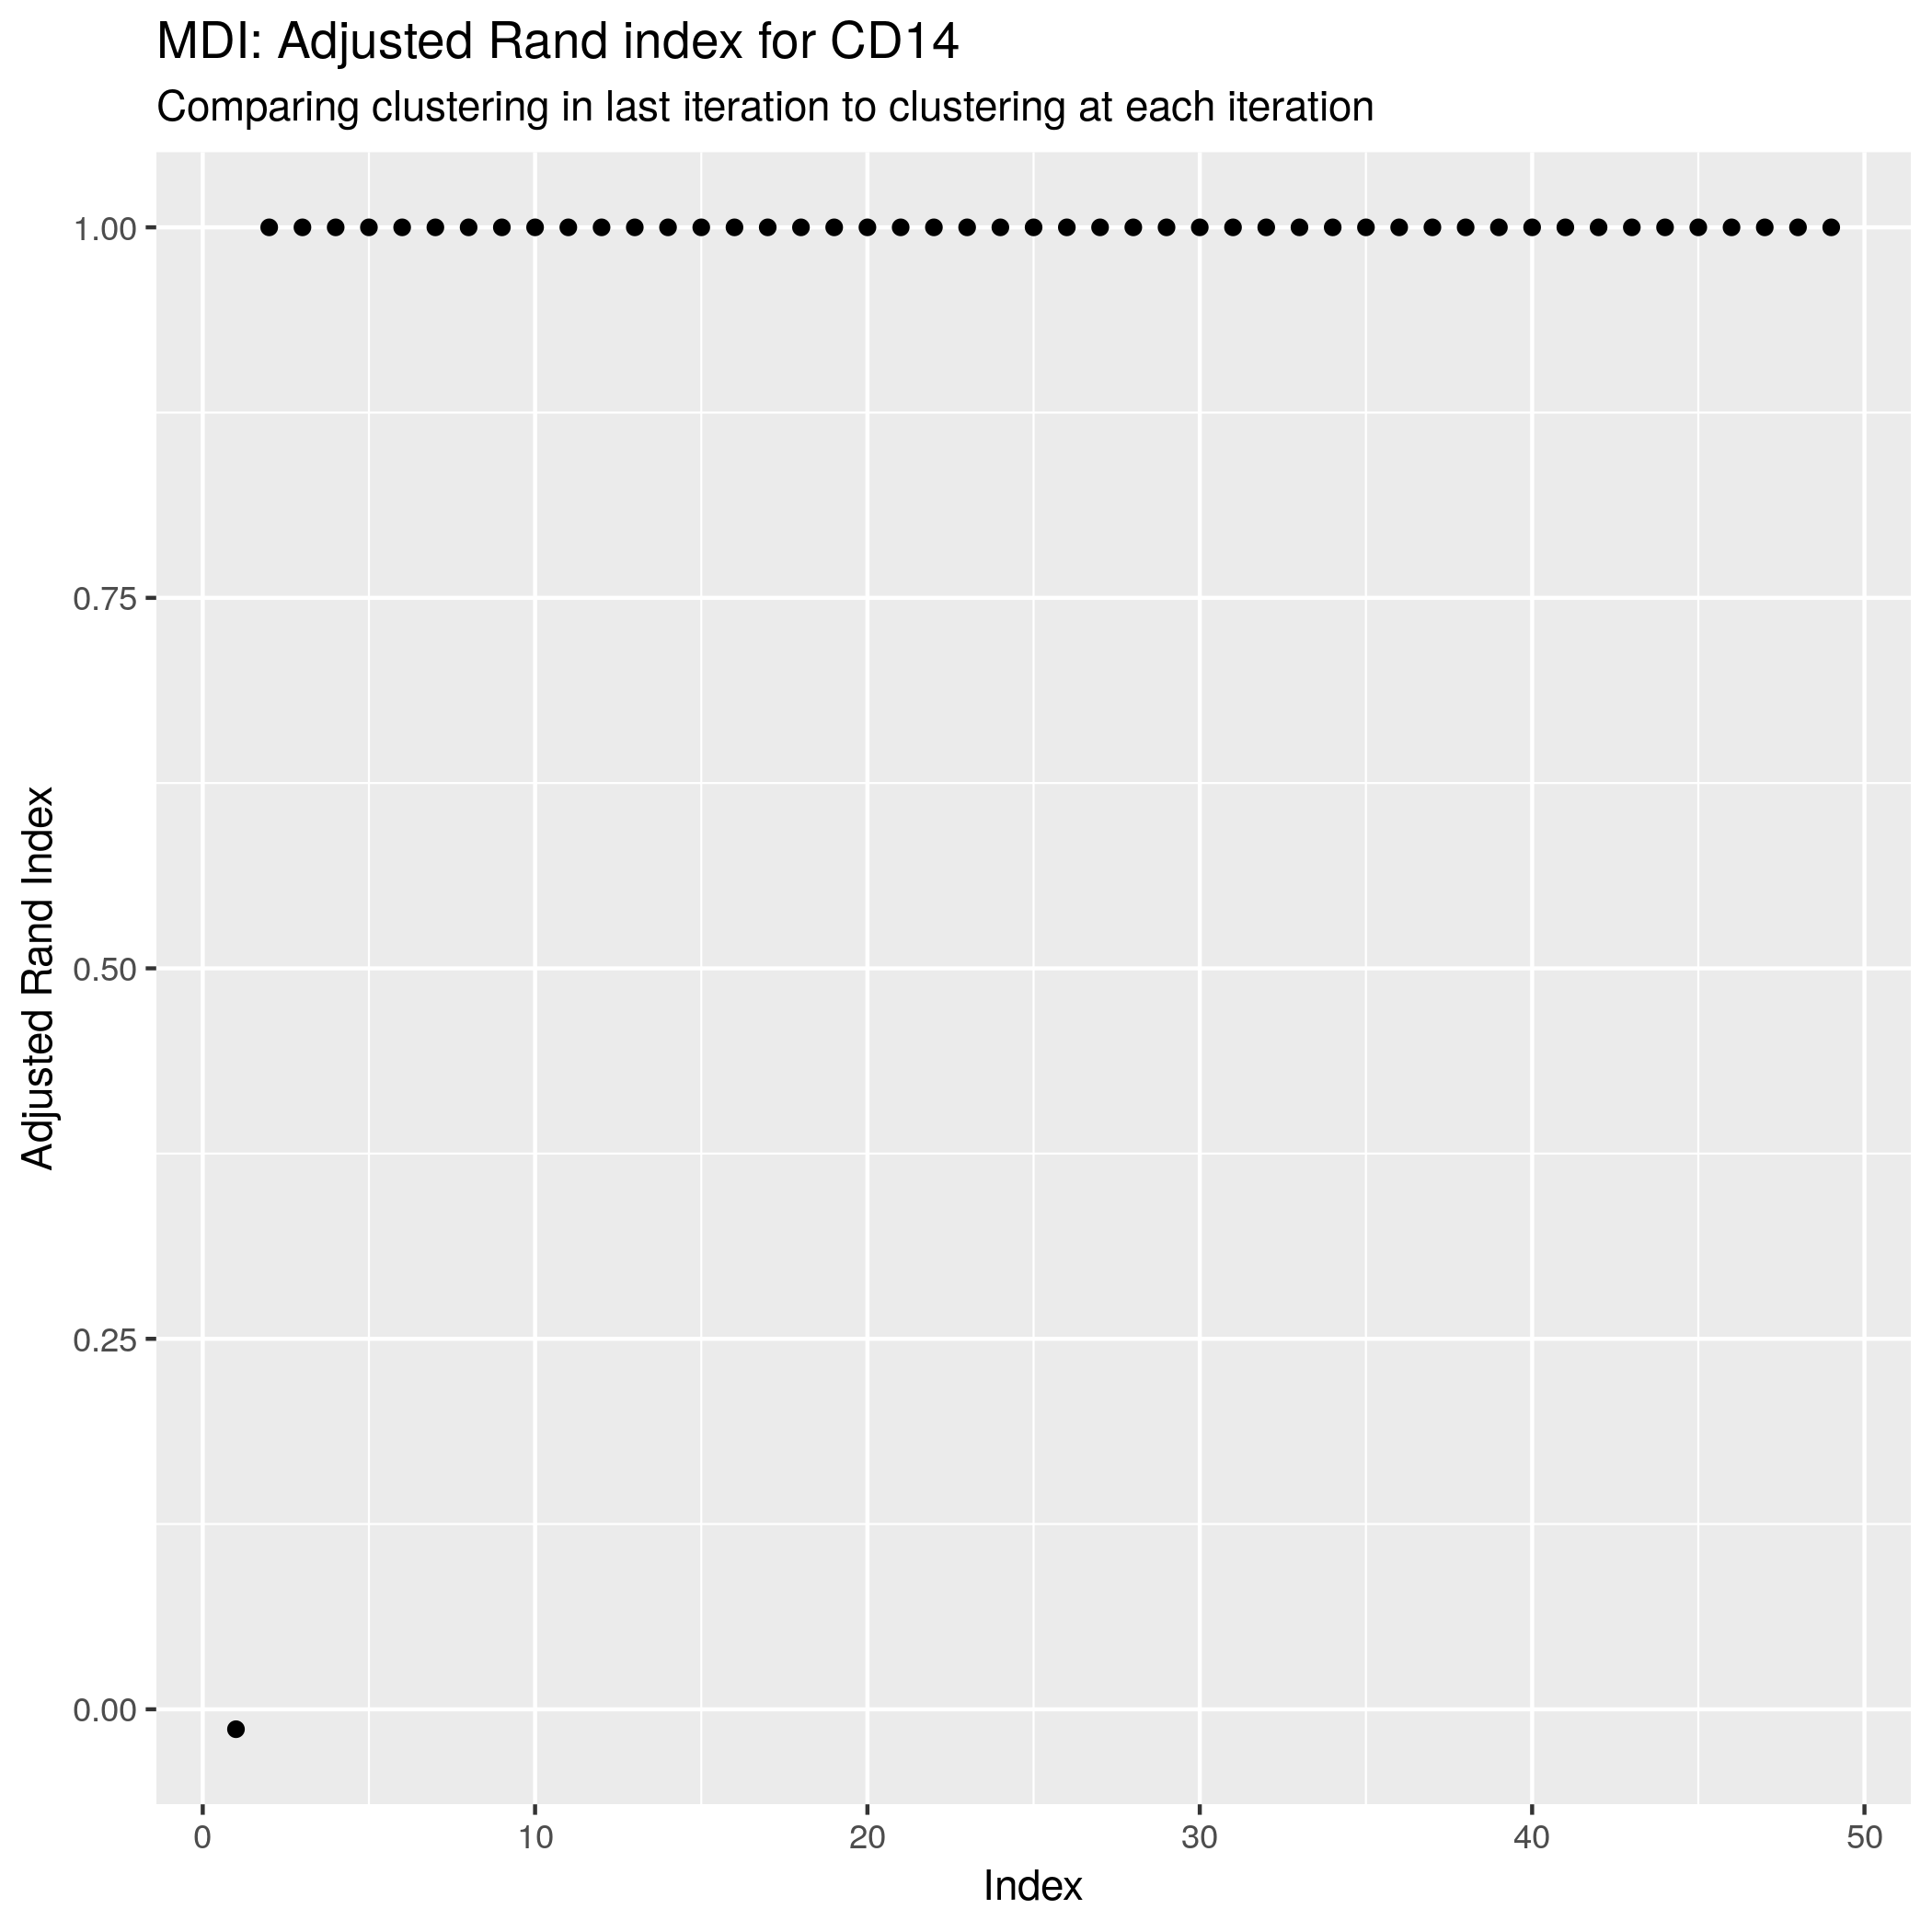 MDI: Adjusted Rand index for CD14
Comparing clustering in last iteration to clustering at each iteration
Adjusted Rand Index
1.00
0.75
0.50
0.25
0.00
0 10 20 30 40 50
Index